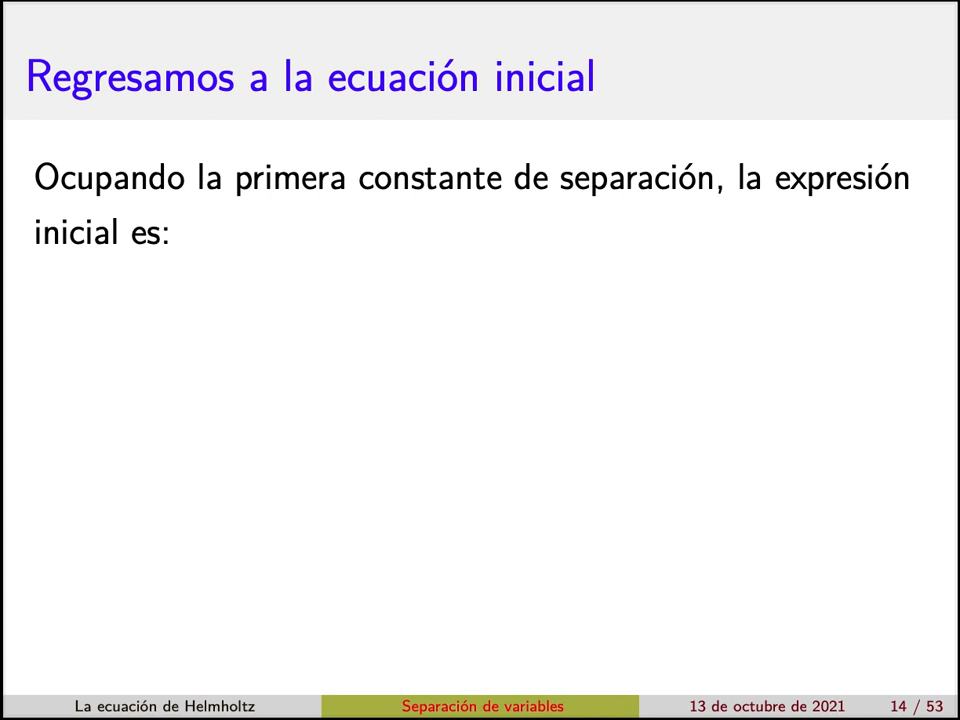 Regresamos a la ecuación inicial
Ocupando la primera constante de separación, la expresión
inicial es:
La ecuación de Helmholtz Separación de variables 13 de octubre de 2021 14 / 53